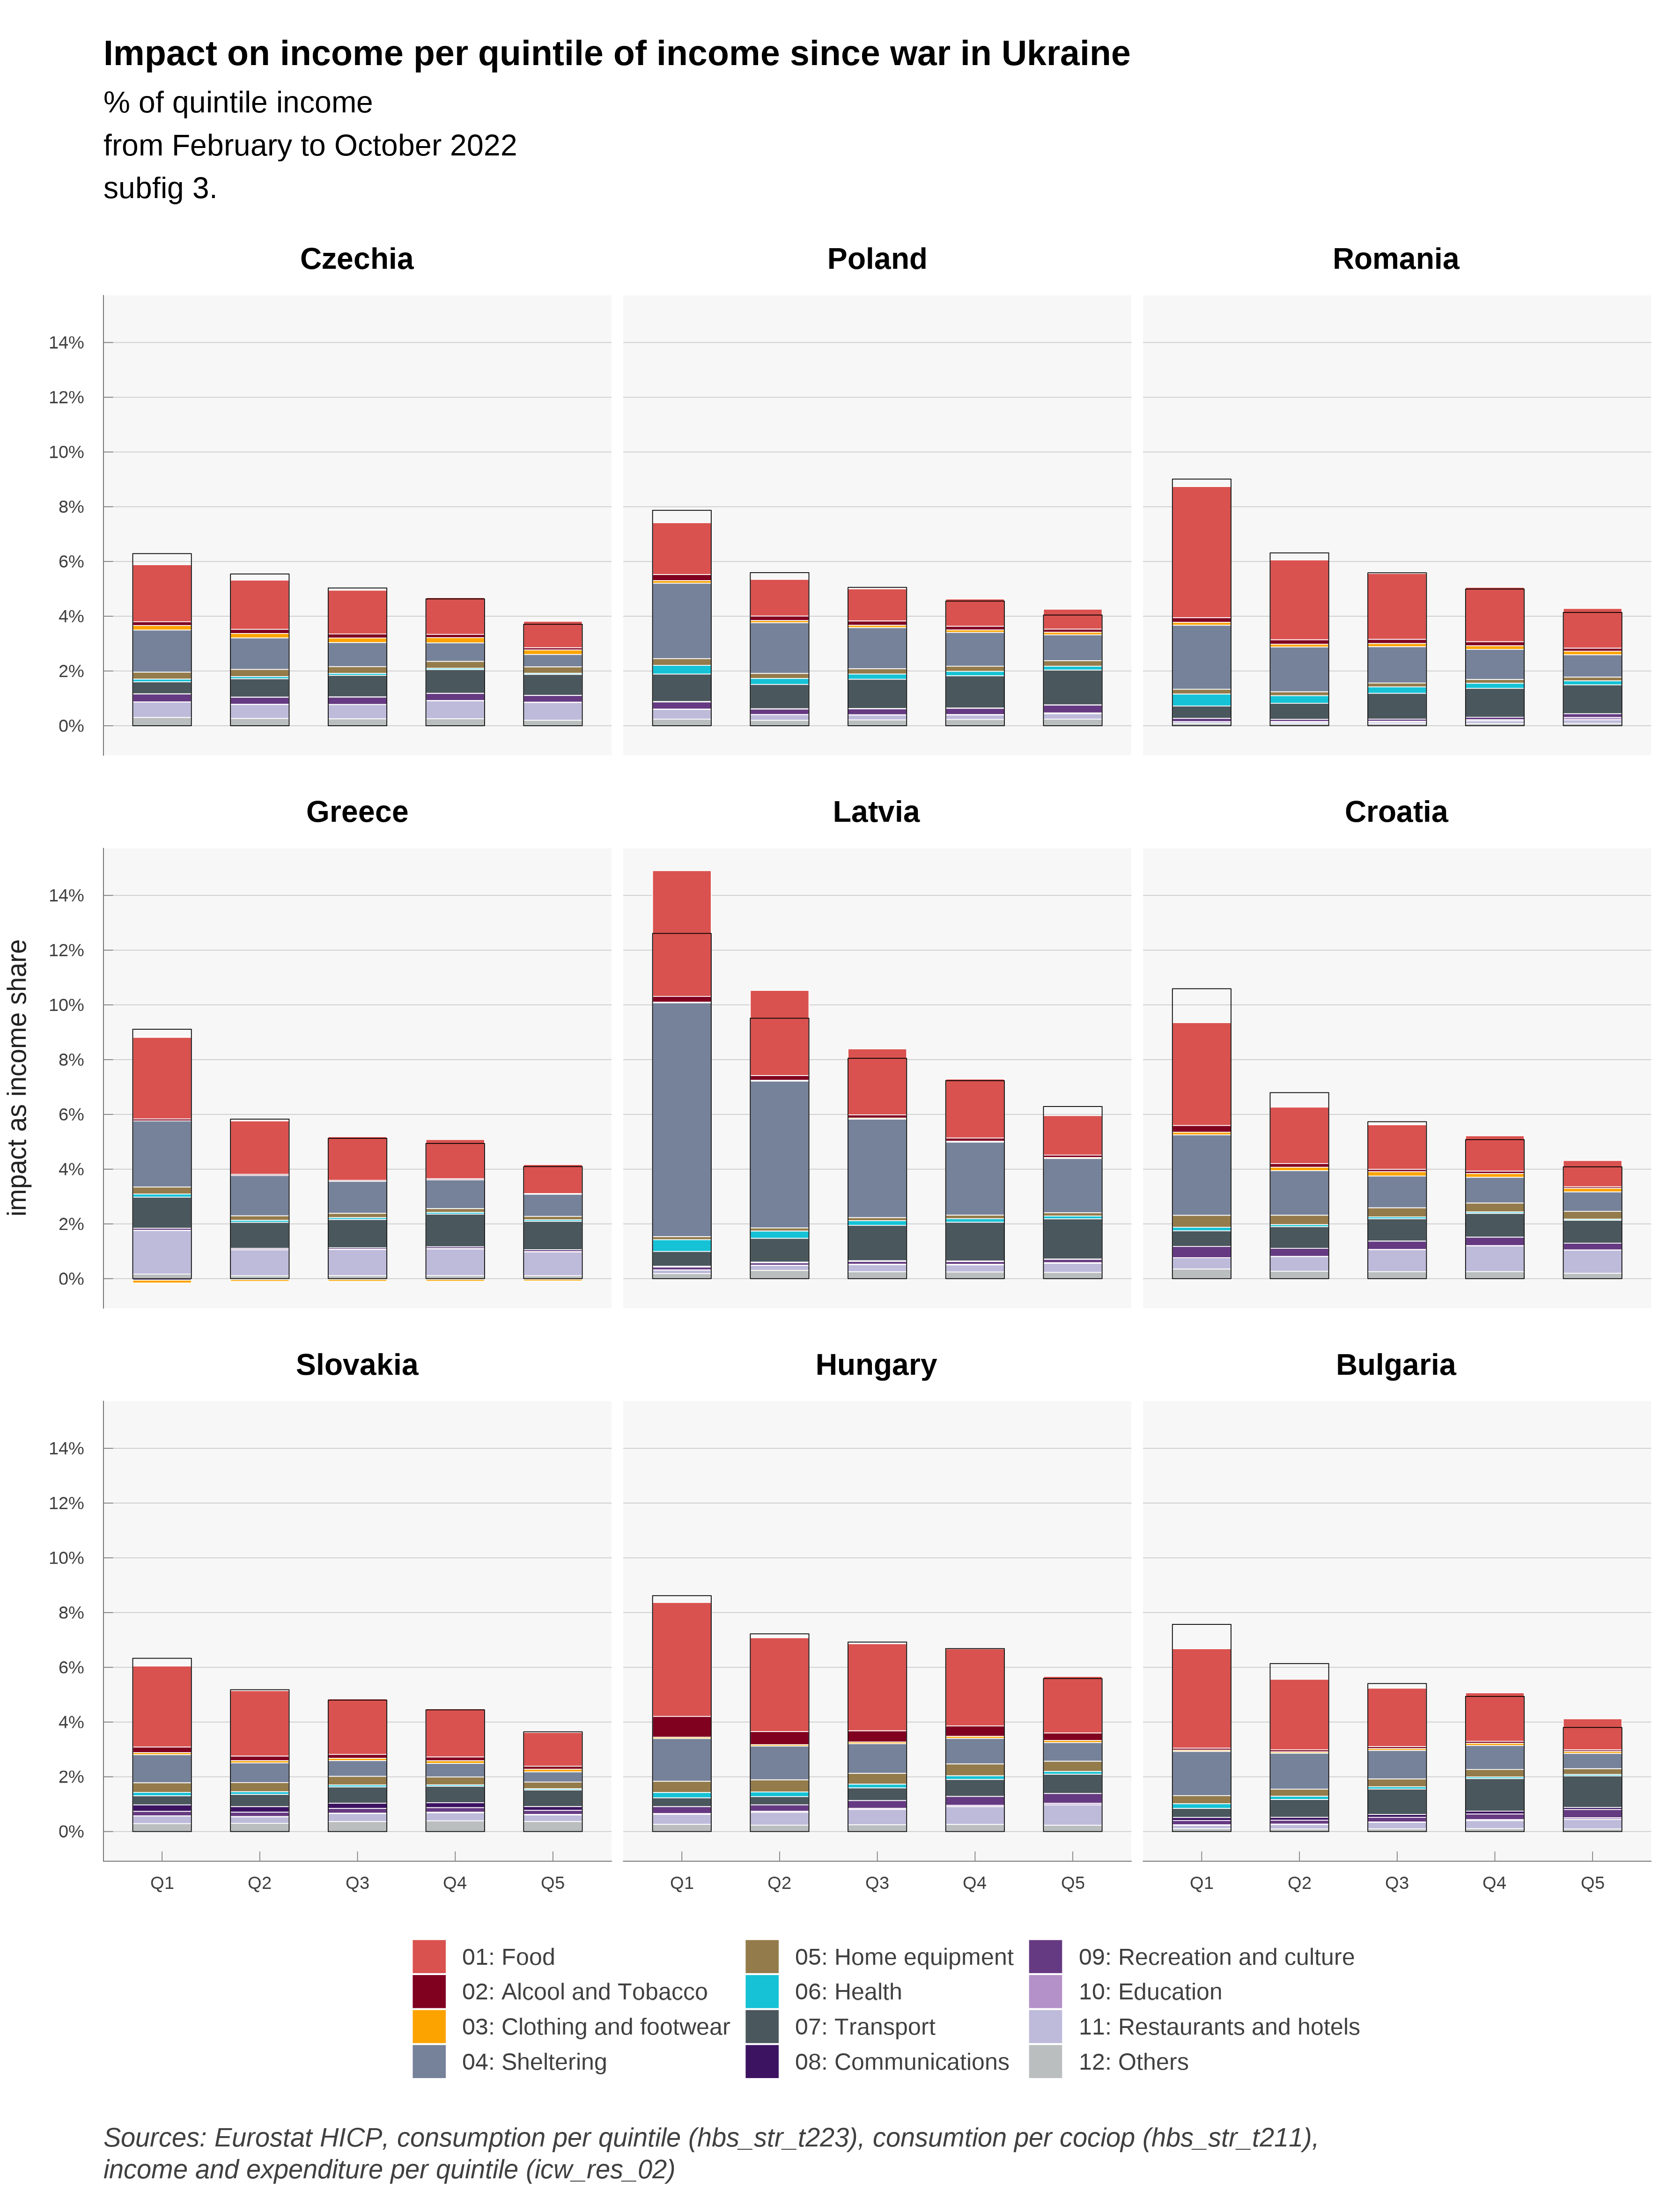 Impact on income per quintile of income since war in Ukraine
% of quintile income
from February to October 2022
subfig 3.
Czechia
Poland
Romania
14%
12%
10%
8%
6%
4%
2%
0%
Greece
Latvia
Croatia
impact as income share
14%
12%
10%
8%
6%
4%
2%
0%
Slovakia
Hungary
Bulgaria
14%
12%
10%
8%
6%
4%
2%
0%
Q1 Q2 Q3 Q4 Q5
Q1 Q2 Q3 Q4 Q5
Q1 Q2 Q3 Q4 Q5
01: Food
02: Alcool and Tobacco
03: Clothing and footwear
04: Sheltering
05: Home equipment
06: Health
07: Transport
08: Communications
09: Recreation and culture
10: Education
11: Restaurants and hotels
12: Others
Sources: Eurostat HICP, consumption per quintile (hbs_str_t223), consumtion per cociop (hbs_str_t211),
income and expenditure per quintile (icw_res_02)